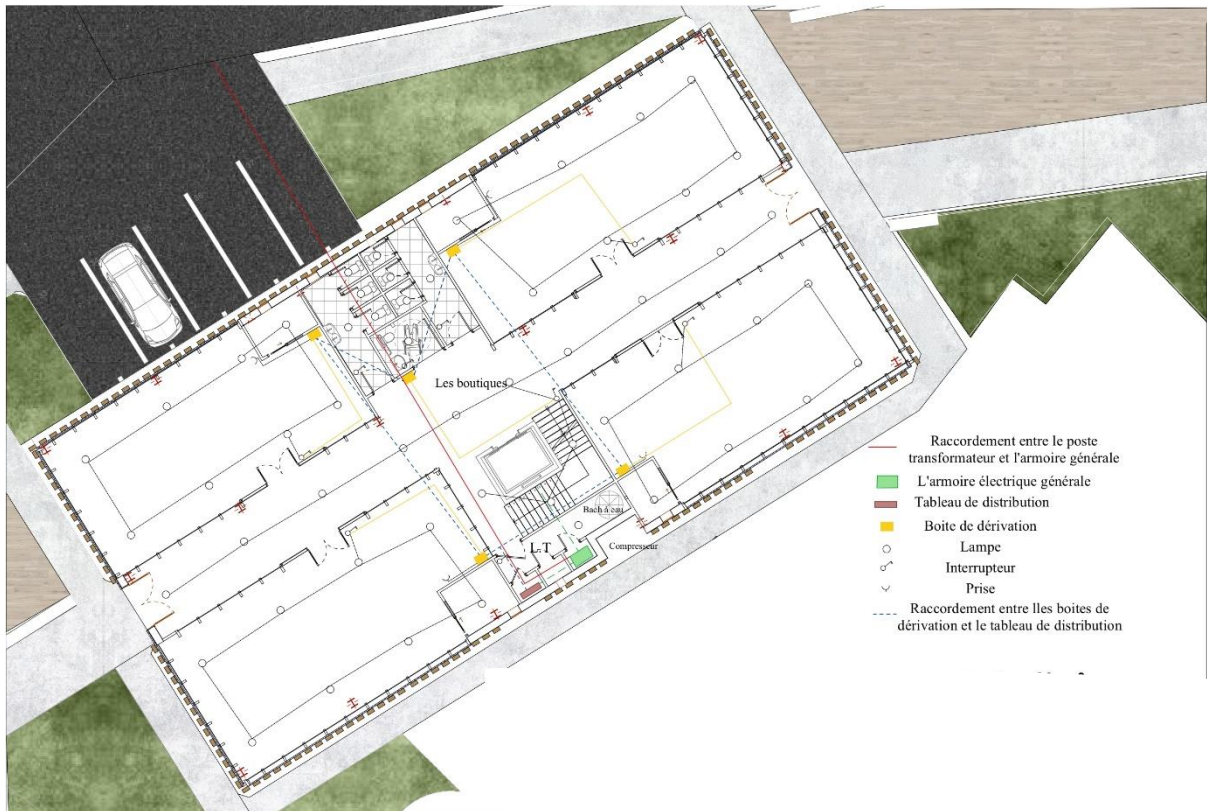 Les boutiques
Bach à eau
L-T
Compresseur
Raccordement entre le poste
transformateur et l'armoire générale
L'armoire électrique générale
Tableau de distribution
Boite de dérivation
Lampe
Interrupteur
Prise
Raccordement entre lles boites de
dérivation et le tableau de distribution